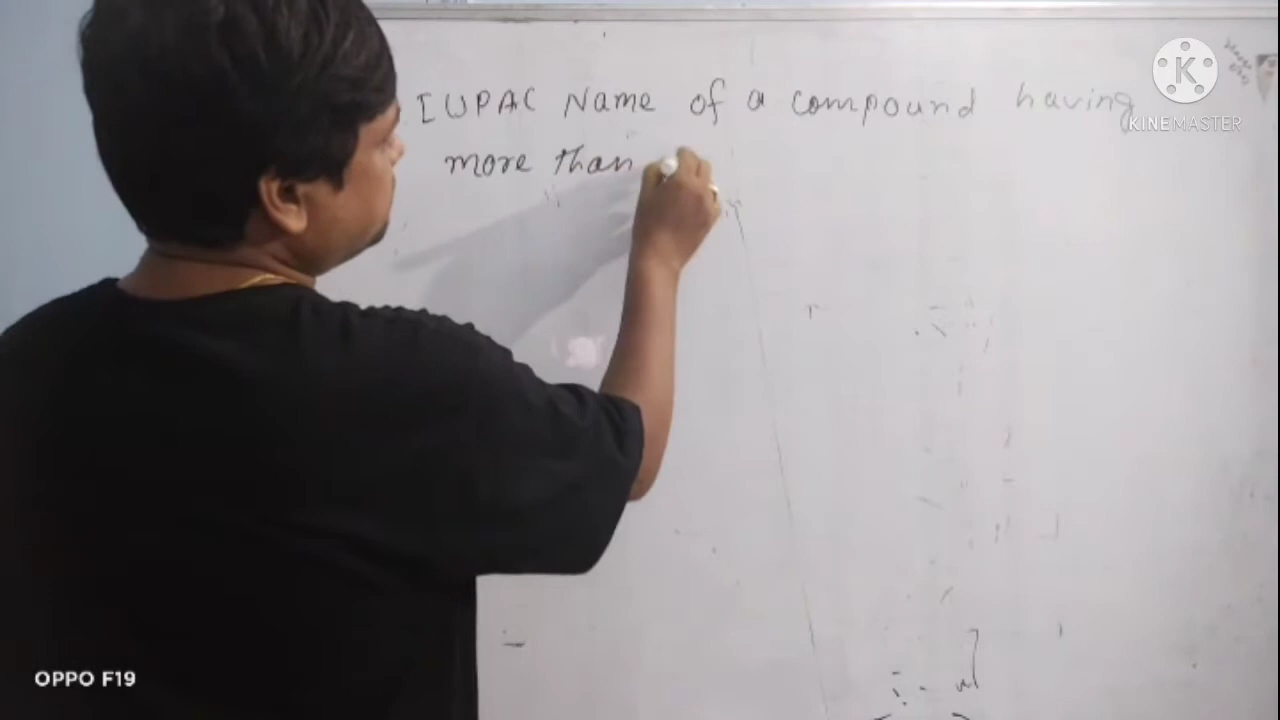 IUPAC Name of a compound having
more than
K
KINEMASTER
OPPO F19